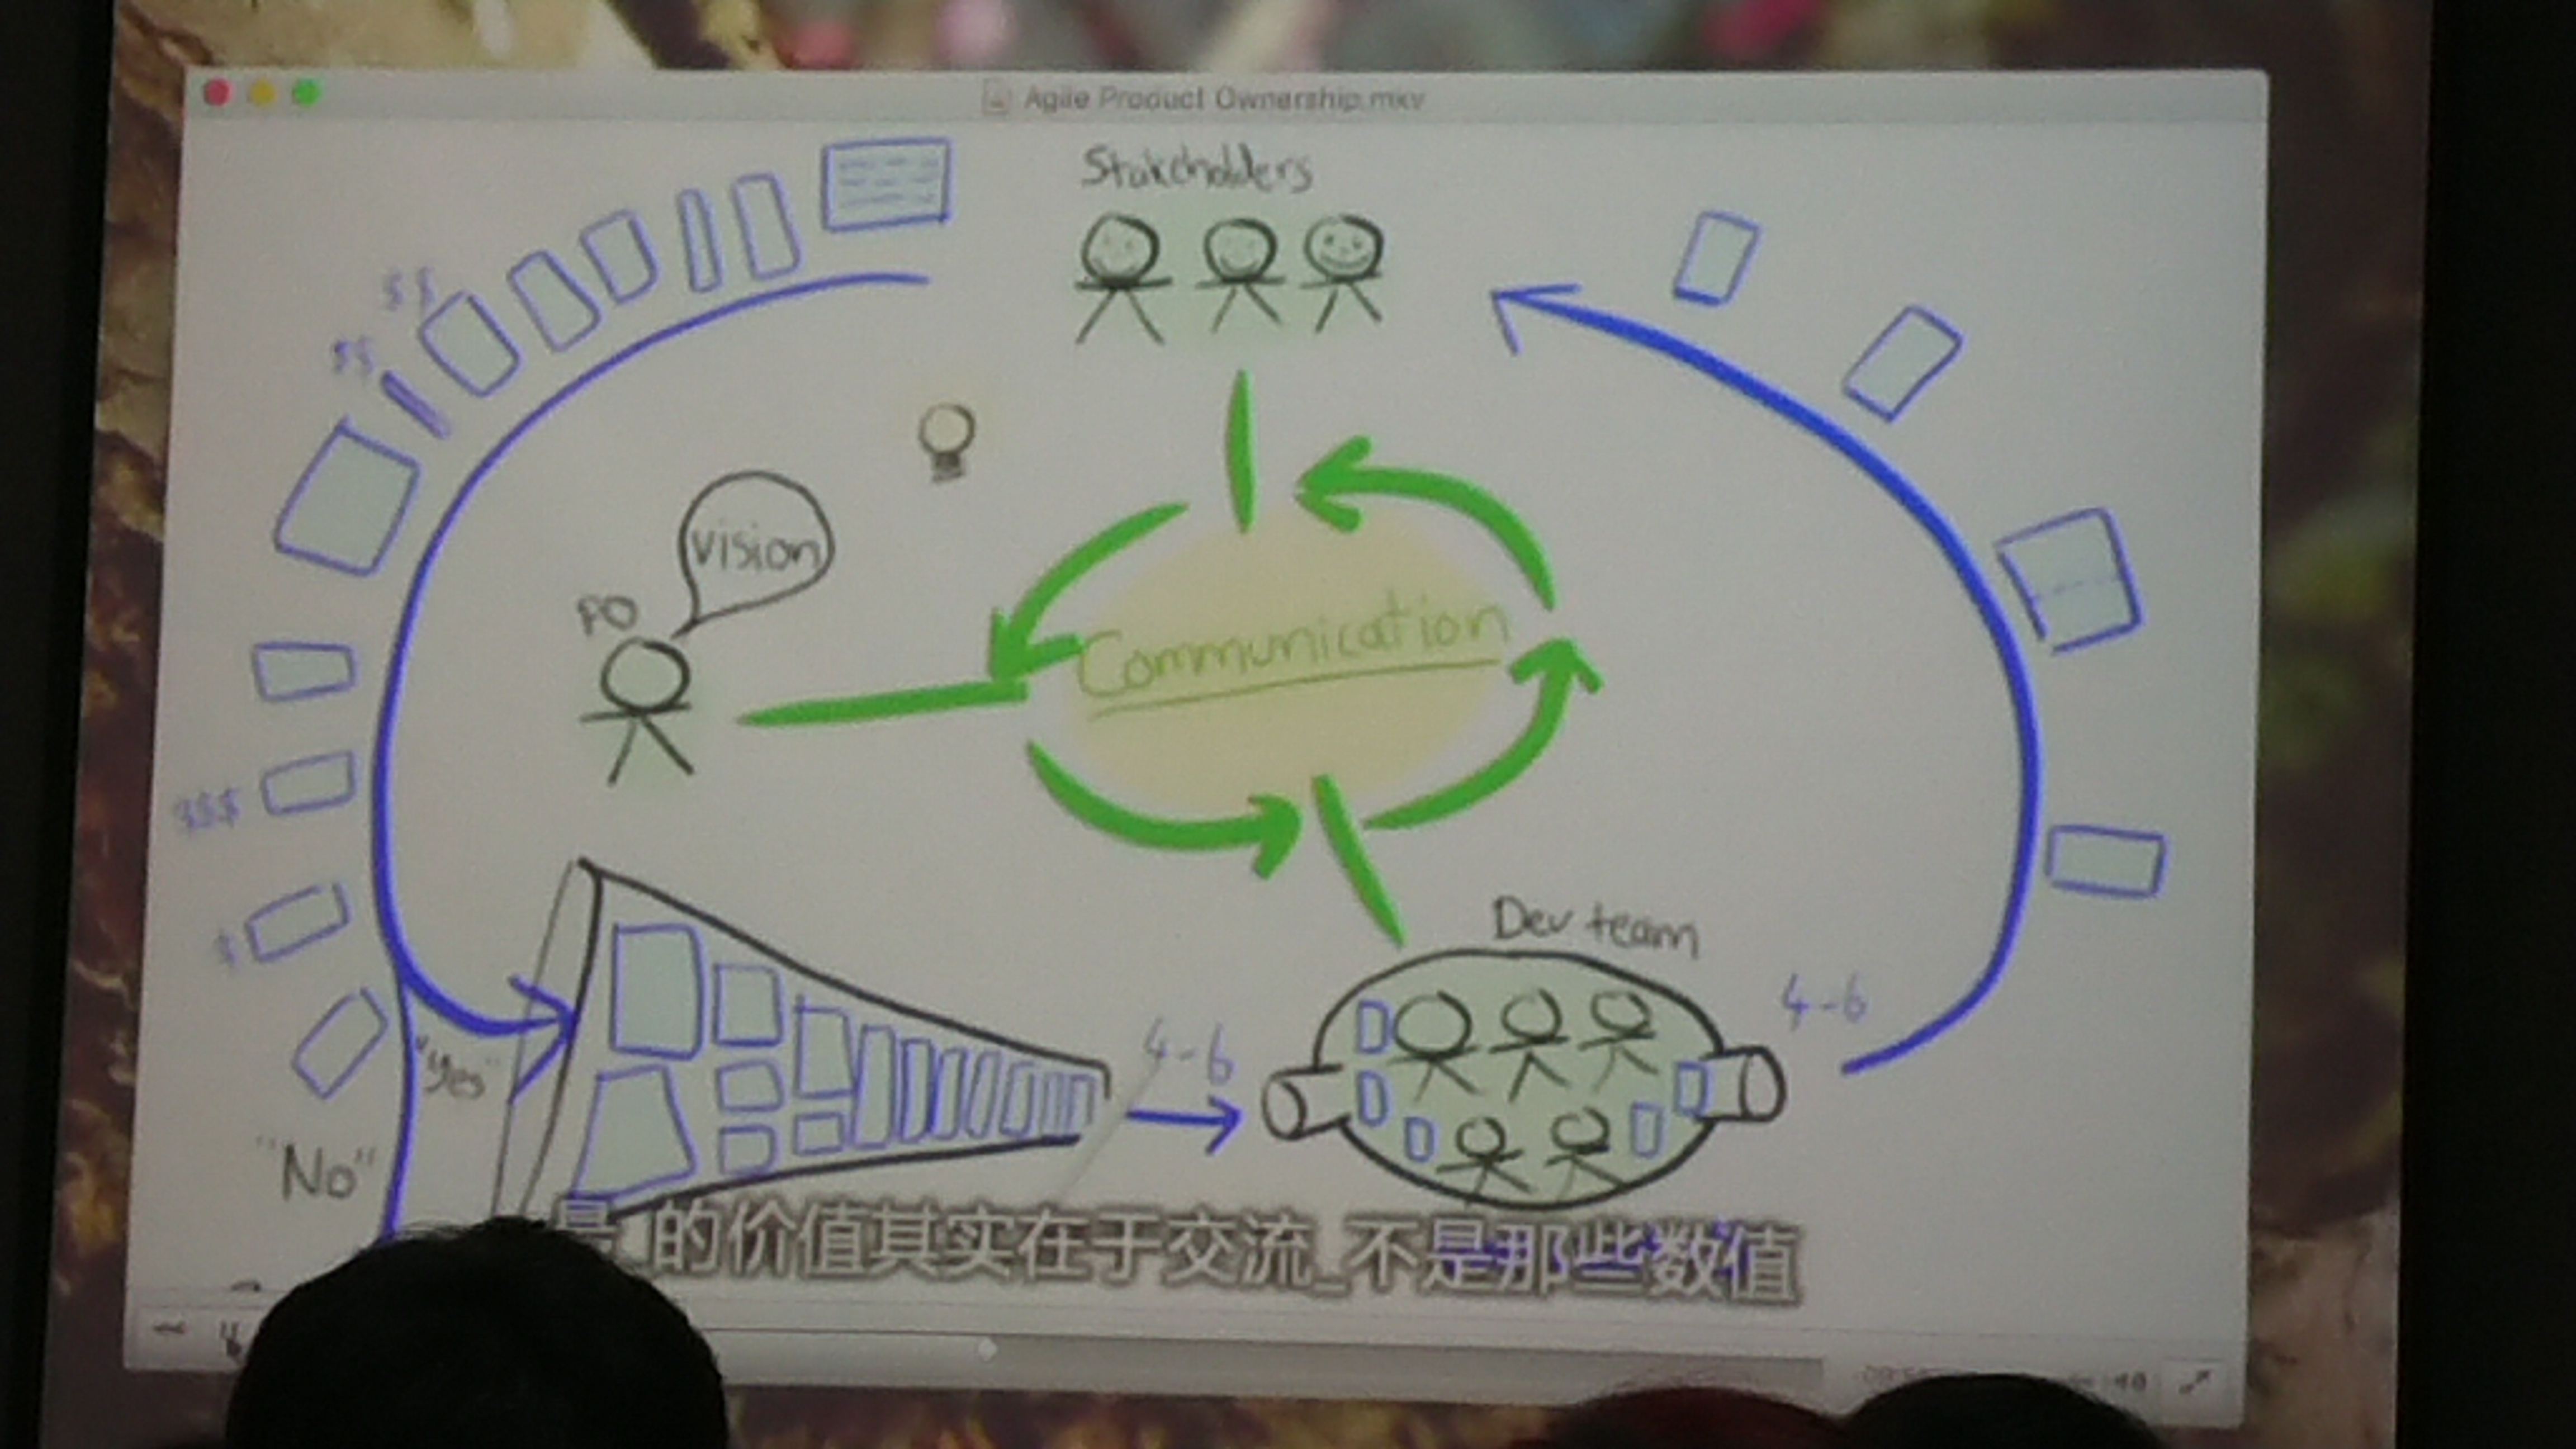 Agile Product Ownership.mkv
Stakeholders
$$
$$
vision
PO
Communication
$$$
$
Dev team
4-6
4-6
"Yes"
"No"
是_的价值其实在于交流_不是那些数值